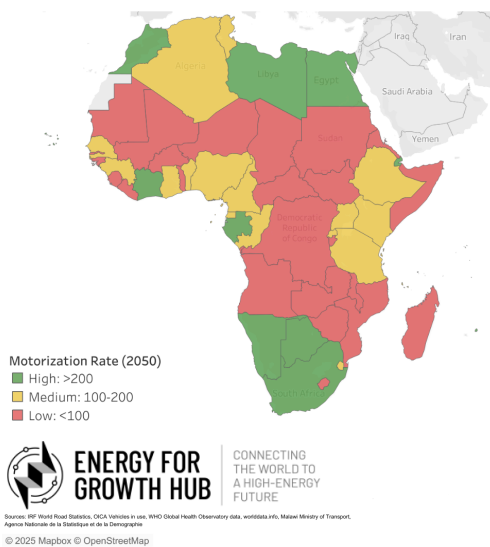 Iraq
Iran
Algeria
Libya
Egypt
Saudi Arabia
Sudan
Yemen
Democratic
Republic
of Congo
South Africa
Motorization Rate (2050)
High: >200
Medium: 100-200
Low: <100
ENERGY FOR
GROWTH HUB
CONNECTING
THE WORLD TO
A HIGH-ENERGY
FUTURE
Sources: IRF World Road Statistics, OICA Vehicles in use, WHO Global Health Observatory data, worlddata.info, Malawi Ministry of Transport,
Agence Nationale de la Statistique et de la Demographie
© 2025 Mapbox © OpenStreetMap